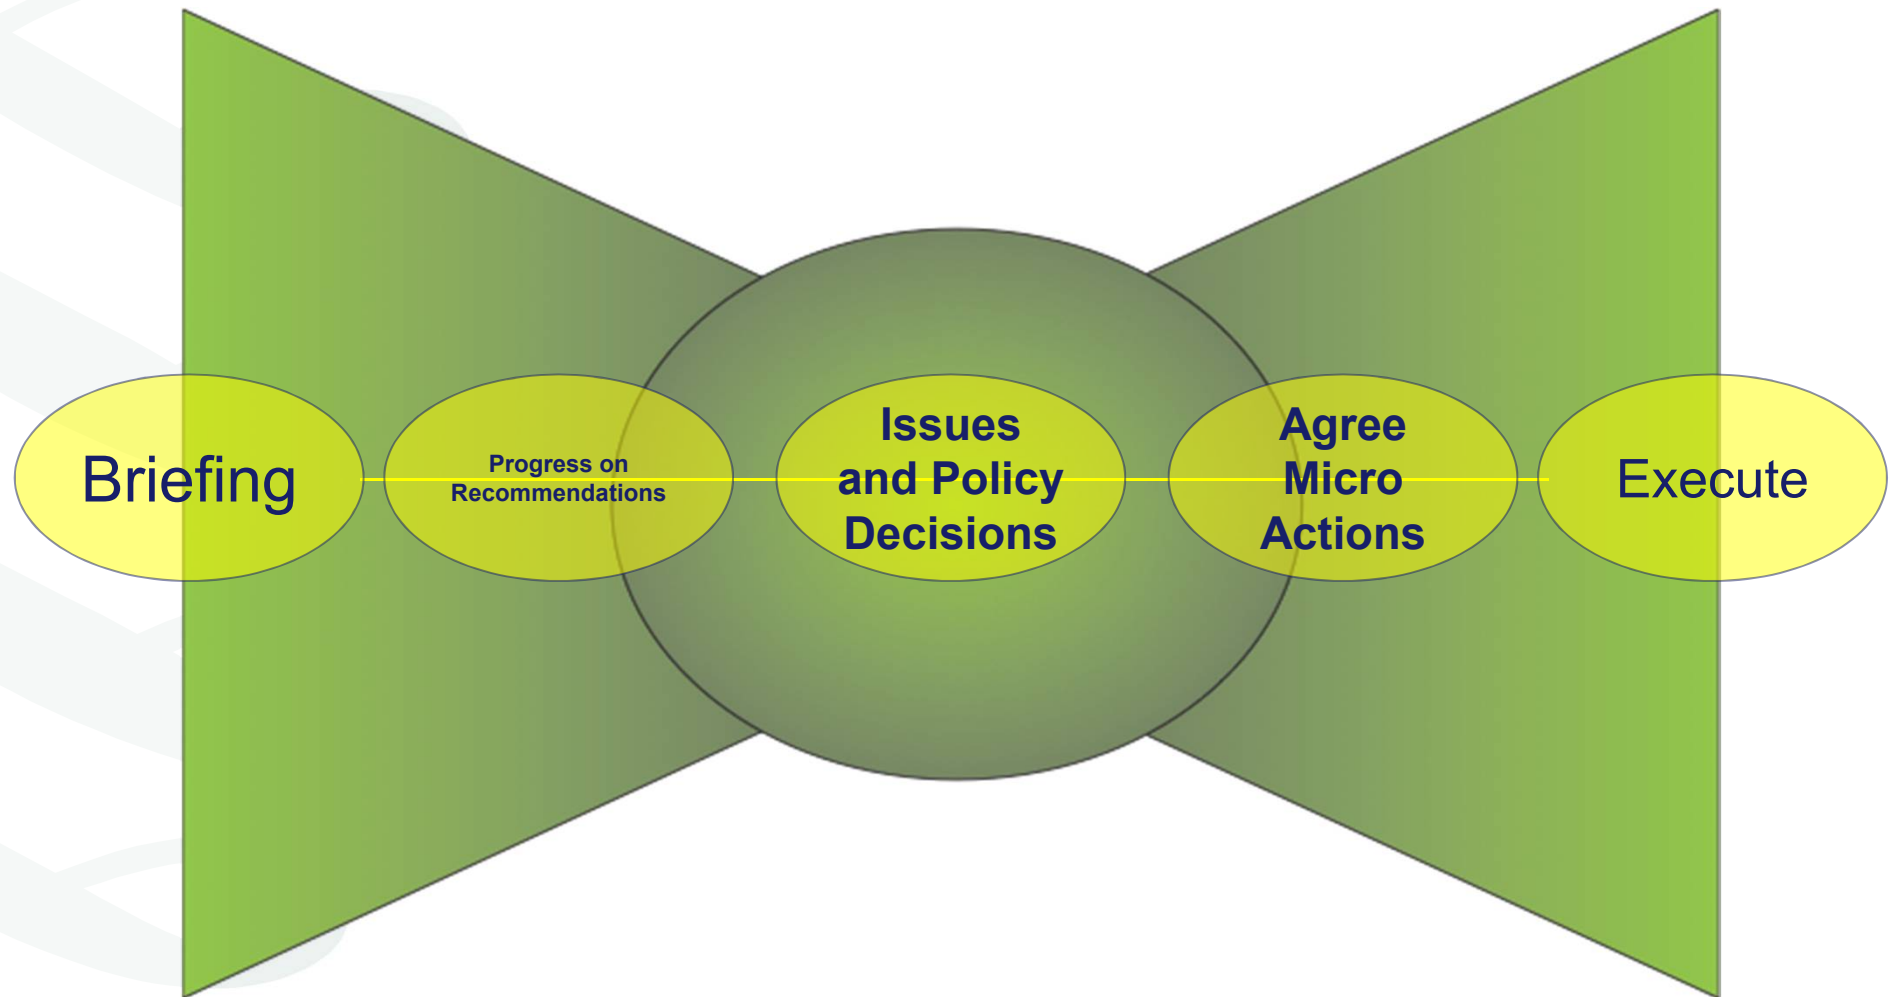 Briefing
Progress on
Recommendations
Issues
and Policy
Decisions
Agree
Micro
Actions
Execute